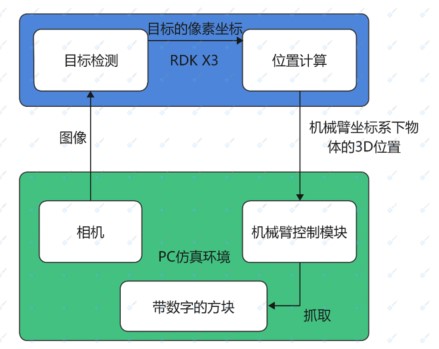 目标的像素坐标
目标检测
RDK X3
位置计算
图像
机械臂坐标系下物
体的3D位置
相机
机械臂控制模块
PC仿真环境
带数字的方块
抓取